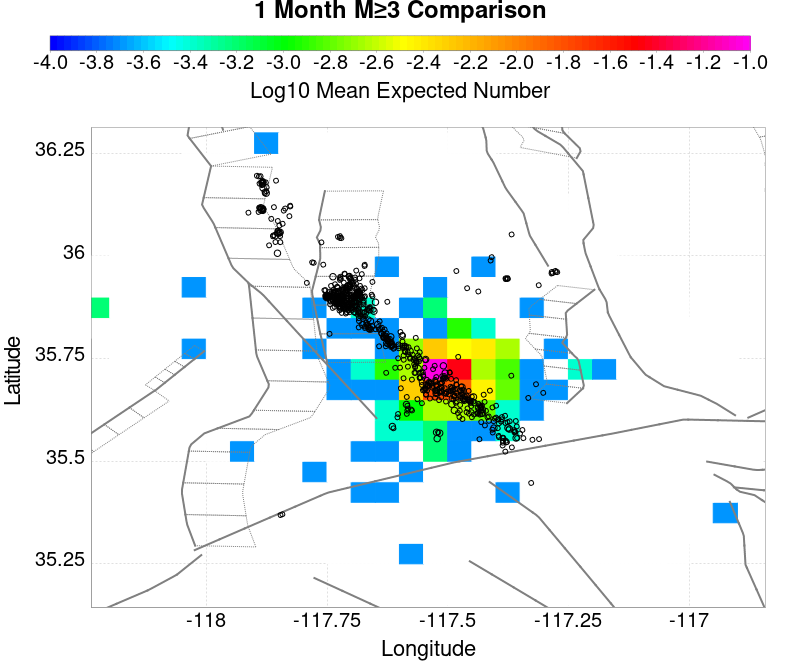 1 Month M≥3 Comparison
-4.0 -3.8 -3.6 -3.4 -3.2 -3.0 -2.8 -2.6 -2.4 -2.2 -2.0 -1.8 -1.6 -1.4 -1.2 -1.0
Log10 Mean Expected Number
36.25
36
35.75
35.5
35.25
Latitude
-118 -117.75 -117.5 -117.25 -117
Longitude